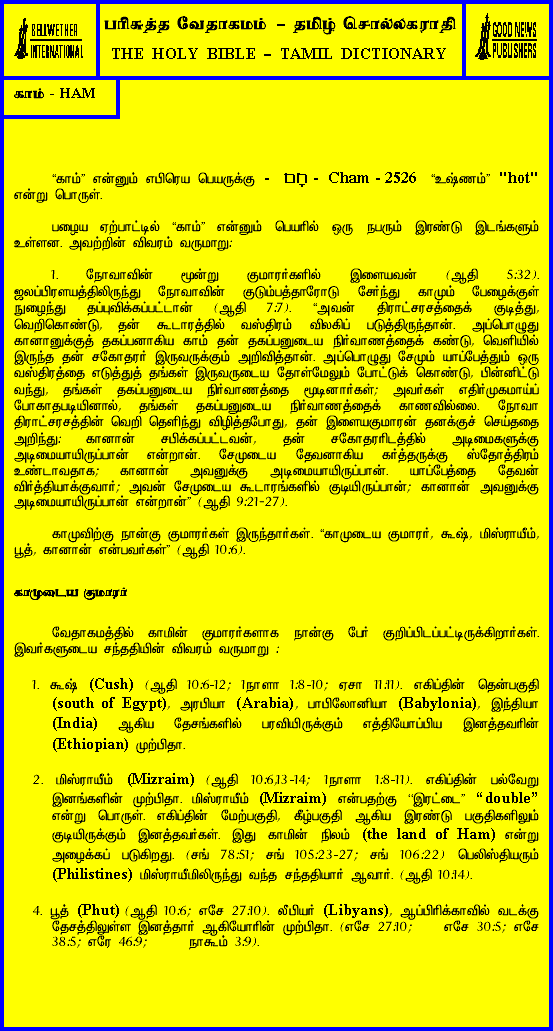 BELLWETHER
INTERNATIONAL
பரிசுத்த வேதாகமம் – தமிழ் சொல்லகராதி
THE HOLY BIBLE – TAMIL DICTIONARY
GOOD NEWS
PUBLISHERS
காம் - HAM
“காம்” என்னும் எபிரெய பெயருக்கு - חם - Cham - 2526 “உஷ்ணம்” "hot"
என்று பொருள்.
பழைய ஏற்பாட்டில் “காம்” என்னும் பெயரில் ஒரு நபரும் இரண்டு இடங்களும்
உள்ளன. அவற்றின் விவரம் வருமாறு:
1. நோவாவின் மூன்று குமாரர்களில் இளையவன் (ஆதி 5:32).
ஜலப்பிரளயத்திலிருந்து நோவாவின் குடும்பத்தாரோடு சேர்ந்து காமும் பேழைக்குள்
நுழைந்து தப்புவிக்கப்பட்டான் (ஆதி 7:7). “அவன் திராட்சரசத்தைக் குடித்து,
வெறிகொண்டு, தன் கூடாரத்தில் வஸ்திரம் விலகிப் படுத்திருந்தான். அப்பொழுது
கானானுக்குத் தகப்பனாகிய காம் தன் தகப்பனுடைய நிர்வாணத்தைக் கண்டு, வெளியில்
இருந்த தன் சகோதரர் இருவருக்கும் அறிவித்தான். அப்பொழுது சேமும் யாப்பேத்தும் ஒரு
வஸ்திரத்தை எடுத்துத் தங்கள் இருவருடைய தோள்மேலும் போட்டுக் கொண்டு, பின்னிட்டு
வந்து, தங்கள் தகப்பனுடைய நிர்வாணத்தை மூடினார்கள்; அவர்கள் எதிர்முகமாய்ப்
போகாதபடியினால், தங்கள் தகப்பனுடைய நிர்வாணத்தைக் காணவில்லை. நோவா
திராட்சரசத்தின் வெறி தெளிந்து விழித்தபோது, தன் இளையகுமாரன் தனக்குச் செய்ததை
அறிந்து: கானான் சபிக்கப்பட்டவன், தன் சகோதரரிடத்தில் அடிமைகளுக்கு
அடிமையாயிருப்பான் என்றான். சேமுடைய தேவனாகிய கர்த்தருக்கு ஸ்தோத்திரம்
உண்டாவதாக; கானான் அவனுக்கு அடிமையாயிருப்பான். யாப்பேத்தை தேவன்
விர்த்தியாக்குவார்; அவன் சேமுடைய கூடாரங்களில் குடியிருப்பான்; கானான் அவனுக்கு
அடிமையாயிருப்பான் என்றான்” (ஆதி 9:21-27).
காமுவிற்கு நான்கு குமாரர்கள் இருந்தார்கள். “காமுடைய குமாரர், கூஷ், மிஸ்ராயீம்,
பூத், கானான் என்பவர்கள்” (ஆதி 10:6).
காமுடைய குமாரர்
வேதாகமத்தில் காமின் குமாரர்களாக நான்கு பேர் குறிப்பிடப்பட்டிருக்கிறார்கள்.
இவர்களுடைய சந்ததியின் விவரம் வருமாறு :
1. கூஷ் (Cush) (ஆதி 10:6-12; 1நாளா 1:8-10; ஏசா 11:11). எகிப்தின் தென்பகுதி
(south of Egypt), அரபியா (Arabia), பாபிலோனியா (Babylonia), இந்தியா
(India) ஆகிய தேசங்களில் பரவியிருக்கும் எத்தியோப்பிய இனத்தவரின்
(Ethiopian) முற்பிதா.
2. மிஸ்ராயீம் (Mizraim) (ஆதி 10:6,13-14; 1நாளா 1:8-11). எகிப்தின் பல்வேறு
இனங்களின் முற்பிதா. மிஸ்ராயீம் (Mizraim) என்பதற்கு “இரட்டை” “double”
என்று பொருள். எகிப்தின் மேற்பகுதி, கீழ்பகுதி ஆகிய இரண்டு பகுதிகளிலும்
குடியிருக்கும் இனத்தவர்கள். இது காமின் நிலம் (the land of Ham) என்று
அழைக்கப் படுகிறது. (சங் 78:51; சங் 105:23-27; சங் 106:22) பெலிஸ்தியரும்
(Philistines) மிஸ்ராயீமிலிருந்து வந்த சந்ததியார் ஆவார். (ஆதி 10:14).
4. பூத் (Phut) (ஆதி 10:6; எசே 27:10). லீபியர் (Libyans), ஆப்பிரிக்காவில் வடக்கு
தேசத்திலுள்ள இனத்தார் ஆகியோரின் முற்பிதா. (எசே 27:10; எசே 30:5; எசே
38:5; எரே 46:9; நாகூம் 3:9).